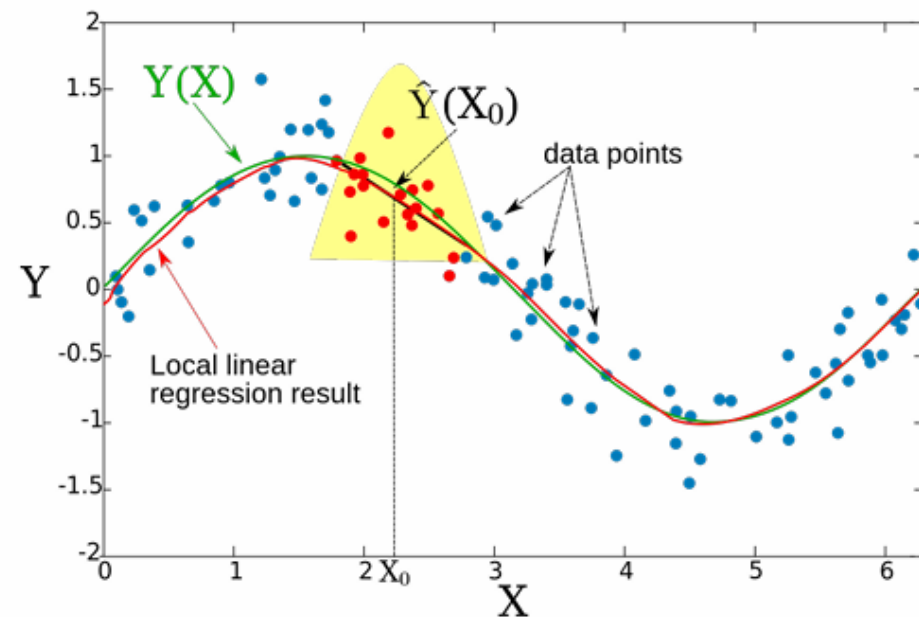 2
Y(X)
Ŷ(X₀)
1.5
1
data points
0.5
Y
0
Local linear
regression result
-0.5
-1
-1.5
-2
0
1
2
X₀
3
4
5
6
X